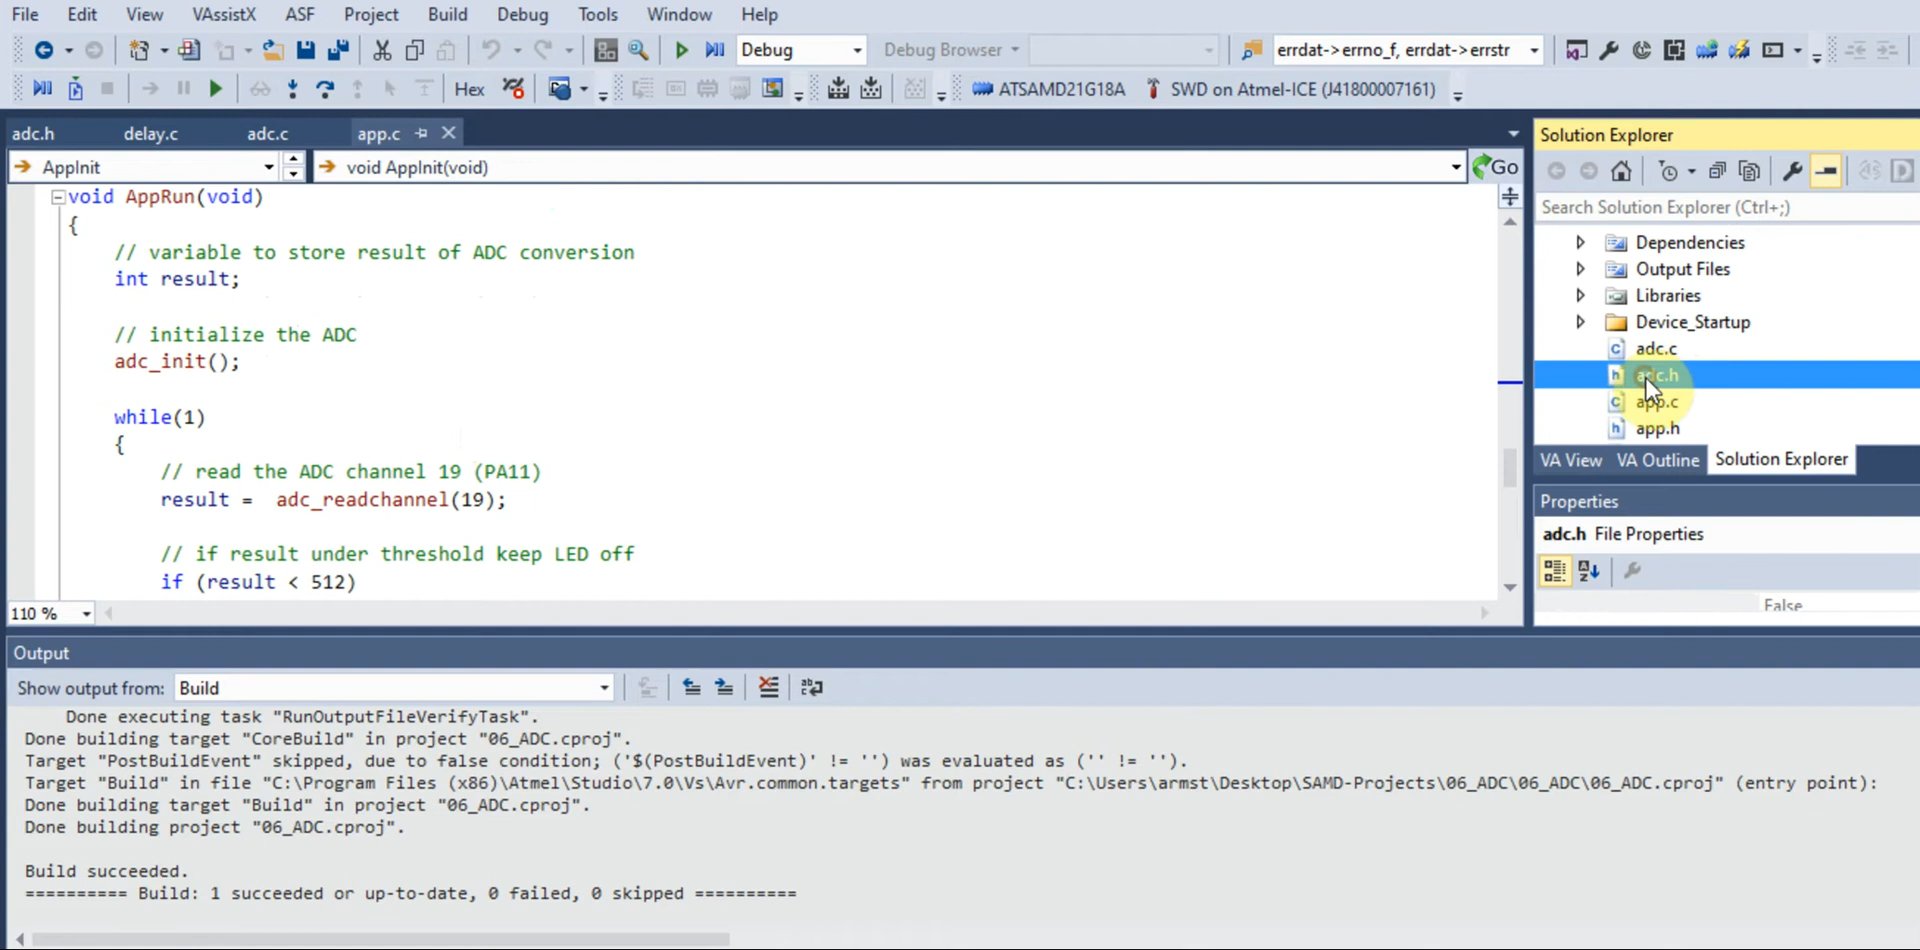 File Edit View VAssistX ASF Project Build Debug Tools Window Help
Debug Debug Browser errdat->errno_f, errdat->errstr
Hex ATSAMD21G18A SWD on Atmel-ICE (J41800007161)
adc.h delay.c adc.c app.c
AppInit void AppInit(void) Go
void AppRun(void)
{
// variable to store result of ADC conversion
int result;
// initialize the ADC
adc_init();
while(1)
{
// read the ADC channel 19 (PA11)
result = adc_readchannel(19);
// if result under threshold keep LED off
if (result < 512)
110 %
Solution Explorer
Search Solution Explorer (Ctrl+;)
Dependencies
Output Files
Libraries
Device_Startup
adc.c
adc.h
app.c
app.h
VA View VA Outline Solution Explorer
Properties
adc.h File Properties
False
Output
Show output from: Build
Done executing task "RunOutputFileVerifyTask".
Done building target "CoreBuild" in project "06_ADC.cproj".
Target "PostBuildEvent" skipped, due to false condition; ('$(PostBuildEvent)' != '') was evaluated as ('' != '').
Target "Build" in file "C:\Program Files (x86)\Atmel\Studio\7.0\Vs\Avr.common.targets" from project "C:\Users\armst\Desktop\SAMD-Projects\06_ADC\06_ADC\06_ADC.cproj" (entry point):
Done building target "Build" in project "06_ADC.cproj".
Done building project "06_ADC.cproj".
Build succeeded.
========== Build: 1 succeeded or up-to-date, 0 failed, 0 skipped ==========